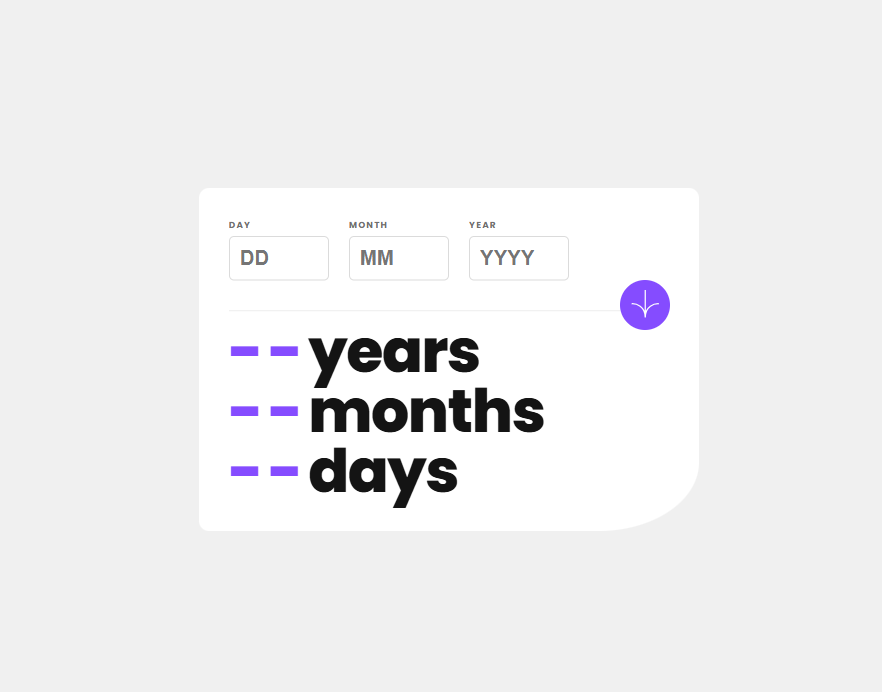 DAY MONTH YEAR
DD MM YYYY
-- years
-- months
-- days